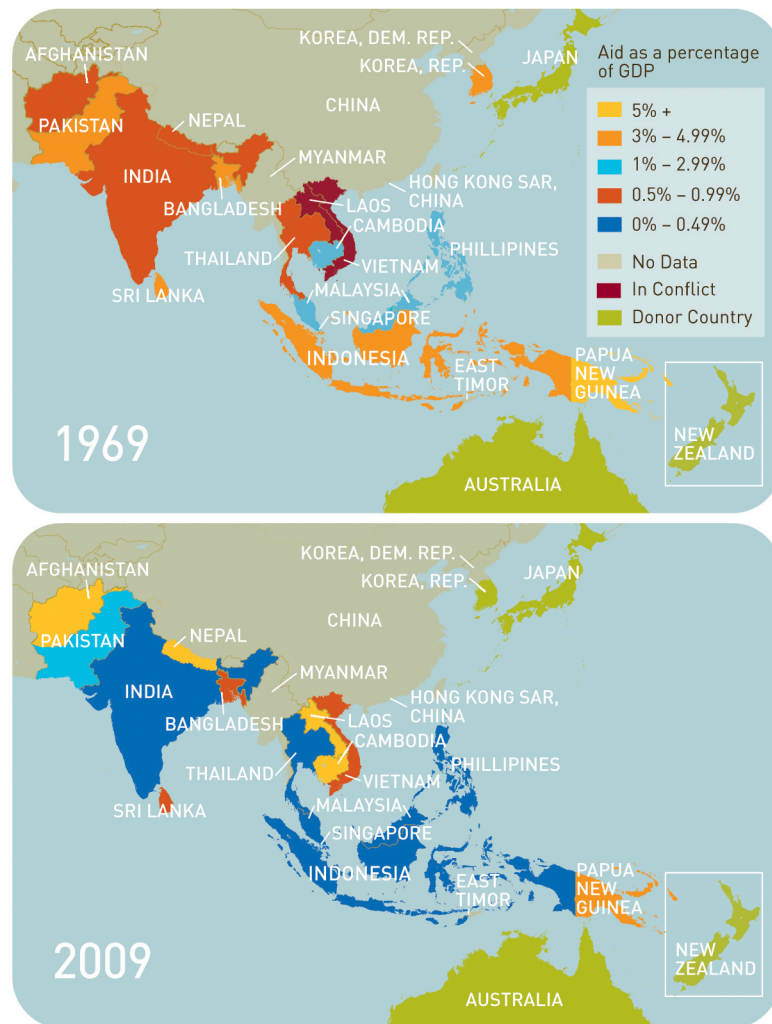 AFGHANISTAN
KOREA, DEM. REP.
KOREA, REP.
JAPAN
CHINA
PAKISTAN
NEPAL
INDIA
MYANMAR
BANGLADESH
HONG KONG SAR,
CHINA
LAOS
CAMBODIA
THAILAND
VIETNAM
PHILLIPINES
SRI LANKA
MALAYSIA
SINGAPORE
INDONESIA
EAST
TIMOR
PAPUA
NEW
GUINEA
NEW
ZEALAND
AUSTRALIA
1969
Aid as a percentage
of GDP
5% +
3% – 4.99%
1% – 2.99%
0.5% – 0.99%
0% – 0.49%
No Data
In Conflict
Donor Country
AFGHANISTAN
KOREA, DEM. REP.
KOREA, REP.
JAPAN
CHINA
PAKISTAN
NEPAL
INDIA
MYANMAR
BANGLADESH
HONG KONG SAR,
CHINA
LAOS
CAMBODIA
THAILAND
VIETNAM
PHILLIPINES
SRI LANKA
MALAYSIA
SINGAPORE
INDONESIA
EAST
TIMOR
PAPUA
NEW
GUINEA
NEW
ZEALAND
AUSTRALIA
2009